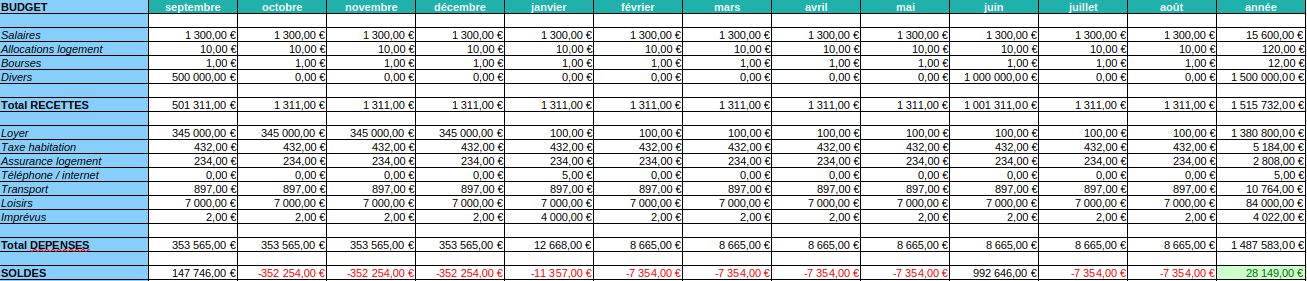 BUDGET septembre octobre novembre décembre janvier février mars avril mai juin juillet août année
Salaires 1 300,00 € 1 300,00 € 1 300,00 € 1 300,00 € 1 300,00 € 1 300,00 € 1 300,00 € 1 300,00 € 1 300,00 € 1 300,00 € 1 300,00 € 1 300,00 € 15 600,00 €
Allocations logement 10,00 € 10,00 € 10,00 € 10,00 € 10,00 € 10,00 € 10,00 € 10,00 € 10,00 € 10,00 € 10,00 € 10,00 € 120,00 €
Bourses 1,00 € 1,00 € 1,00 € 1,00 € 1,00 € 1,00 € 1,00 € 1,00 € 1,00 € 1,00 € 1,00 € 1,00 € 12,00 €
Divers 500 000,00 € 0,00 € 0,00 € 0,00 € 0,00 € 0,00 € 0,00 € 0,00 € 0,00 € 1 000 000,00 € 0,00 € 0,00 € 1 500 000,00 €
Total RECETTES 501 311,00 € 1 311,00 € 1 311,00 € 1 311,00 € 1 311,00 € 1 311,00 € 1 311,00 € 1 311,00 € 1 311,00 € 1 001 311,00 € 1 311,00 € 1 311,00 € 1 515 732,00 €
Loyer 345 000,00 € 345 000,00 € 345 000,00 € 345 000,00 € 100,00 € 100,00 € 100,00 € 100,00 € 100,00 € 100,00 € 100,00 € 100,00 € 1 380 800,00 €
Taxe habitation 432,00 € 432,00 € 432,00 € 432,00 € 432,00 € 432,00 € 432,00 € 432,00 € 432,00 € 432,00 € 432,00 € 432,00 € 5 184,00 €
Assurance logement 234,00 € 234,00 € 234,00 € 234,00 € 234,00 € 234,00 € 234,00 € 234,00 € 234,00 € 234,00 € 234,00 € 234,00 € 2 808,00 €
Téléphone / internet 0,00 € 0,00 € 0,00 € 0,00 € 5,00 € 0,00 € 0,00 € 0,00 € 0,00 € 0,00 € 0,00 € 0,00 € 5,00 €
Transport 897,00 € 897,00 € 897,00 € 897,00 € 897,00 € 897,00 € 897,00 € 897,00 € 897,00 € 897,00 € 897,00 € 897,00 € 10 764,00 €
Loisirs 7 000,00 € 7 000,00 € 7 000,00 € 7 000,00 € 7 000,00 € 7 000,00 € 7 000,00 € 7 000,00 € 7 000,00 € 7 000,00 € 7 000,00 € 7 000,00 € 84 000,00 €
Imprévus 2,00 € 2,00 € 2,00 € 2,00 € 4 000,00 € 2,00 € 2,00 € 2,00 € 2,00 € 2,00 € 2,00 € 2,00 € 4 022,00 €
Total DEPENSES 353 565,00 € 353 565,00 € 353 565,00 € 353 565,00 € 12 668,00 € 8 665,00 € 8 665,00 € 8 665,00 € 8 665,00 € 8 665,00 € 8 665,00 € 8 665,00 € 1 487 583,00 €
SOLDES 147 746,00 € -352 254,00 € -352 254,00 € -352 254,00 € -11 357,00 € -7 354,00 € -7 354,00 € -7 354,00 € -7 354,00 € 992 646,00 € -7 354,00 € -7 354,00 € 28 149,00 €